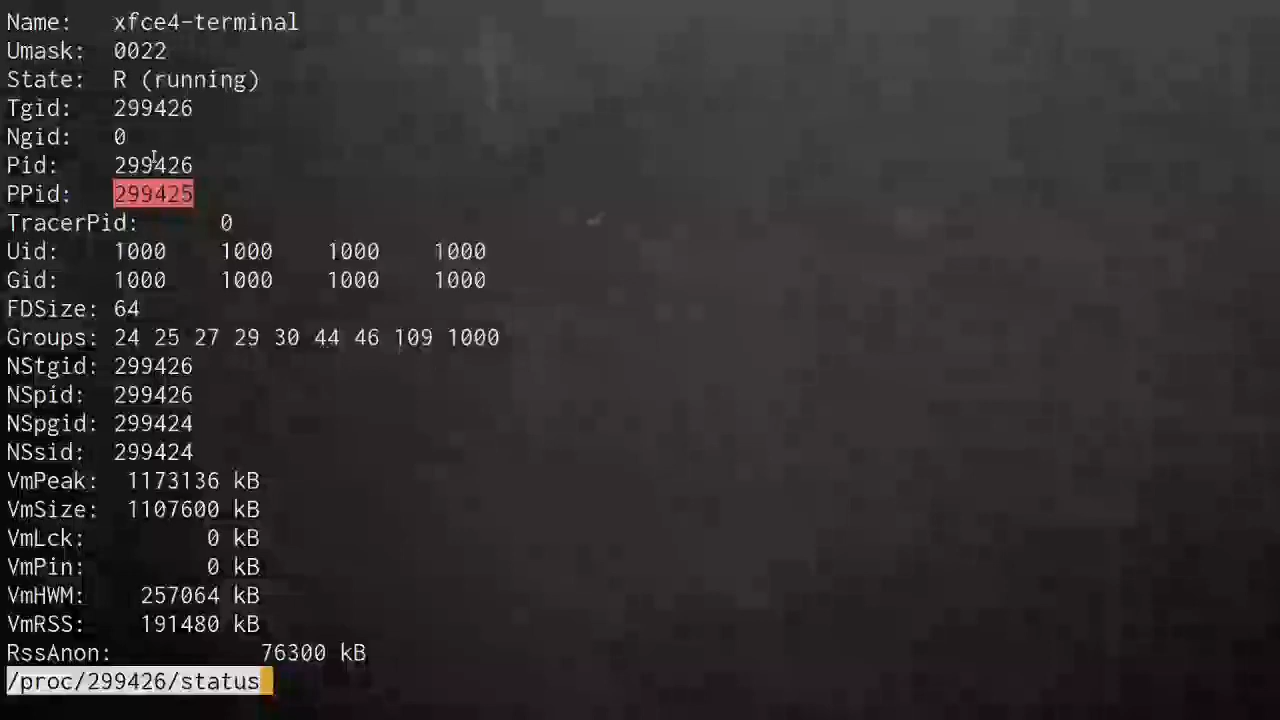 Name: xfce4-terminal
Umask: 0022
State: R (running)
Tgid: 299426
Ngid: 0
Pid: 299426
PPid: 299425
TracerPid: 0
Uid: 1000 1000 1000 1000
Gid: 1000 1000 1000 1000
FDSize: 64
Groups: 24 25 27 29 30 44 46 109 1000
NStgid: 299426
NSpid: 299426
NSpgid: 299424
NSsid: 299424
VmPeak: 1173136 kB
VmSize: 1107600 kB
VmLck: 0 kB
VmPin: 0 kB
VmHWM: 257064 kB
VmRSS: 191480 kB
RssAnon: 76300 kB
/proc/299426/status